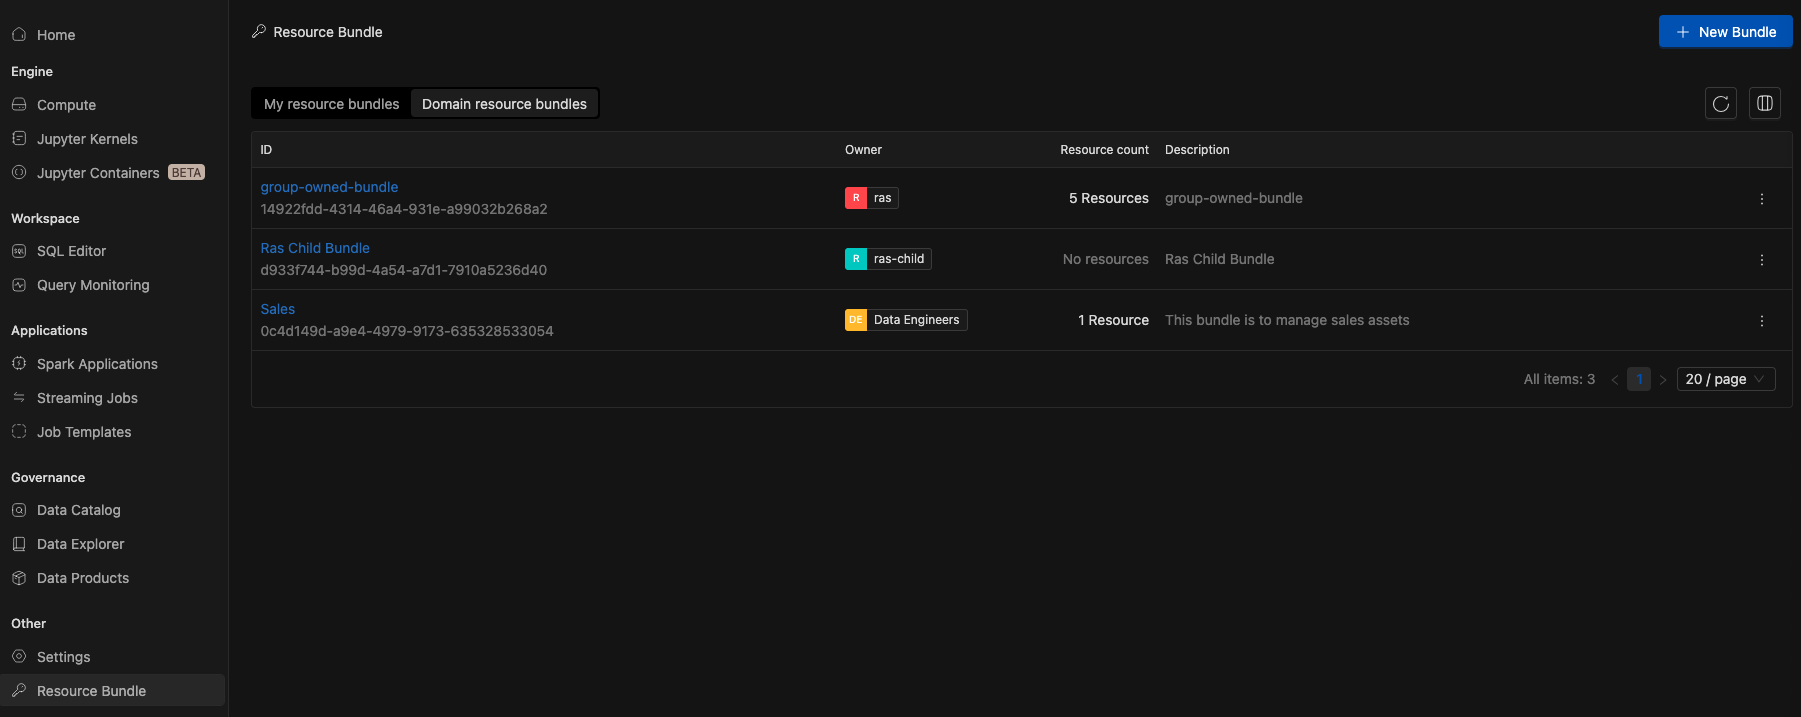 Home
Engine
Compute
Jupyter Kernels
Jupyter Containers BETA
Workspace
SQL Editor
Query Monitoring
Applications
Spark Applications
Streaming Jobs
Job Templates
Governance
Data Catalog
Data Explorer
Data Products
Other
Settings
Resource Bundle
Resource Bundle
New Bundle
My resource bundles Domain resource bundles
ID Owner Resource count Description
group-owned-bundle
14922fdd-4314-46a4-931e-a99032b268a2
R ras 5 Resources group-owned-bundle
Ras Child Bundle
d933f744-b99d-4a54-a7d1-7910a5236d40
R ras-child No resources Ras Child Bundle
Sales
0c4d149d-a9e4-4979-9173-635328533054
DE Data Engineers 1 Resource This bundle is to manage sales assets
All items: 3 < 1 > 20 / page